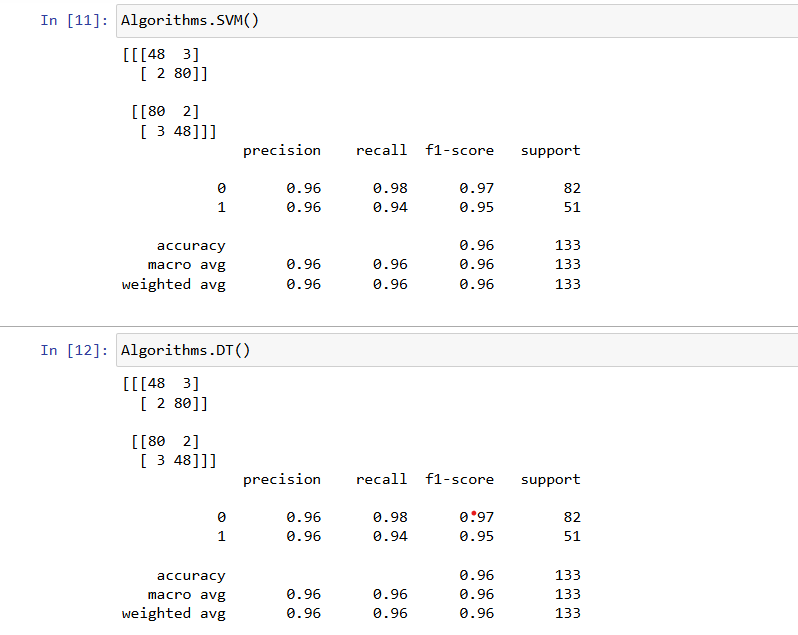 In [11]: Algorithms.SVM()
[[[48  3]
  [ 2 80]]
 [[80  2]
  [ 3 48]]]
precision recall f1-score support
0 0.96 0.98 0.97 82
1 0.96 0.94 0.95 51
accuracy 0.96 133
macro avg 0.96 0.96 0.96 133
weighted avg 0.96 0.96 0.96 133
In [12]: Algorithms.DT()
[[[48  3]
  [ 2 80]]
 [[80  2]
  [ 3 48]]]
precision recall f1-score support
0 0.96 0.98 0.97 82
1 0.96 0.94 0.95 51
accuracy 0.96 133
macro avg 0.96 0.96 0.96 133
weighted avg 0.96 0.96 0.96 133